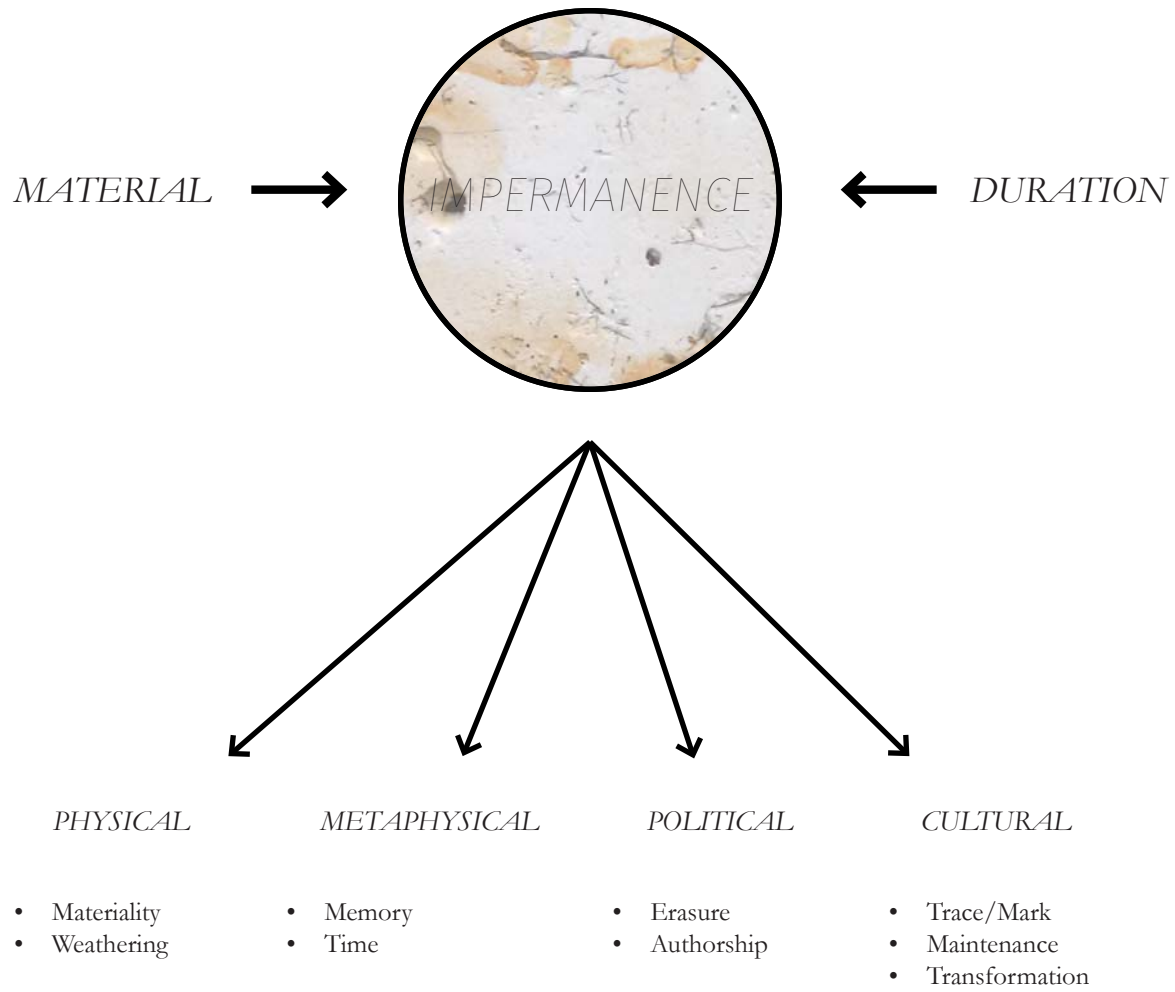 MATERIAL
IMPERMANENCE
DURATION
PHYSICAL
METAPHYSICAL
POLITICAL
CULTURAL
• Materiality
• Weathering
• Memory
• Time
• Erasure
• Authorship
• Trace/Mark
• Maintenance
• Transformation